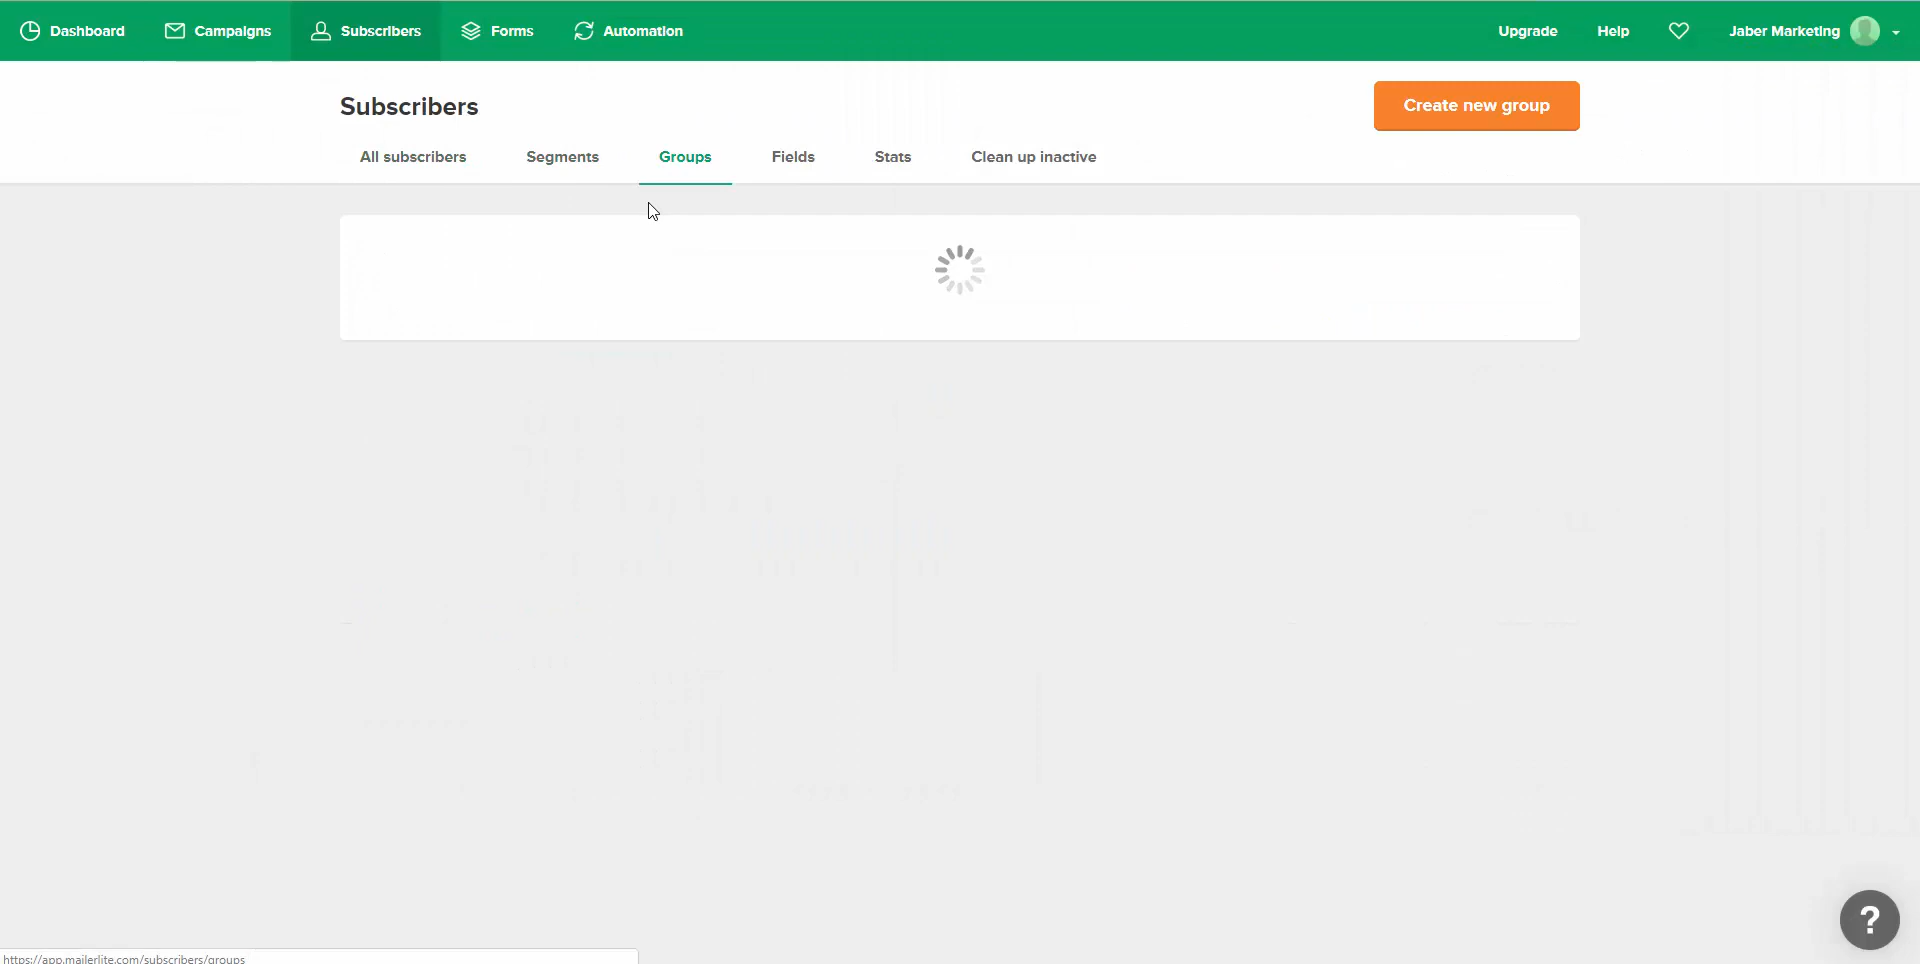 Dashboard
Campaigns
Subscribers
Forms
Automation
Upgrade
Help
Jaber Marketing
Subscribers
Create new group
All subscribers
Segments
Groups
Fields
Stats
Clean up inactive
?
https://app.mailerlite.com/subscribers/groups